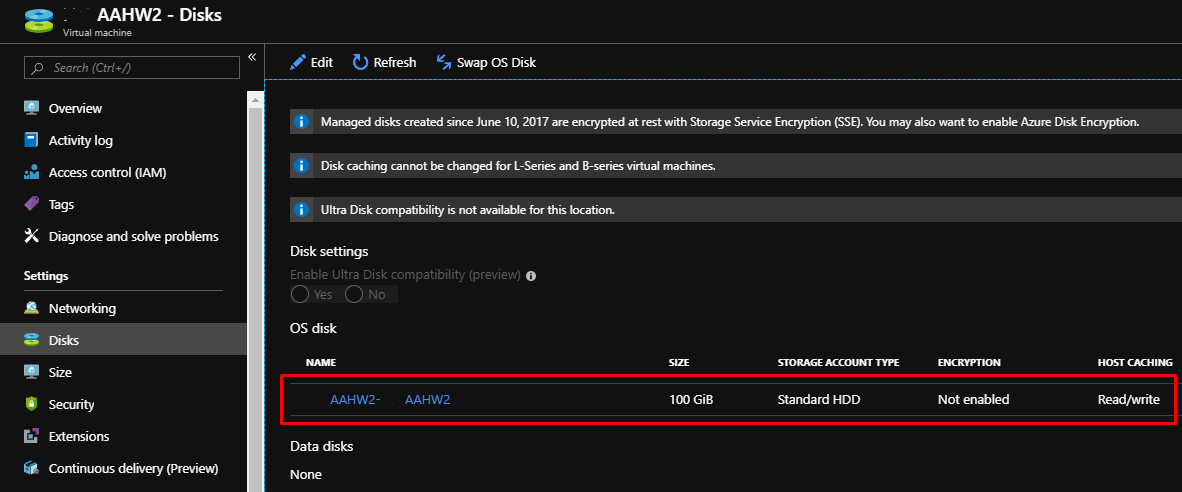 AAHW2 - Disks
Virtual machine
Search (Ctrl+/)
«
Overview
Activity log
Access control (IAM)
Tags
Diagnose and solve problems
Settings
Networking
Disks
Size
Security
Extensions
Continuous delivery (Preview)
Edit Refresh Swap OS Disk
Managed disks created since June 10, 2017 are encrypted at rest with Storage Service Encryption (SSE). You may also want to enable Azure Disk Encryption.
Disk caching cannot be changed for L-Series and B-series virtual machines.
Ultra Disk compatibility is not available for this location.
Disk settings
Enable Ultra Disk compatibility (preview)
Yes No
OS disk
NAME SIZE STORAGE ACCOUNT TYPE ENCRYPTION HOST CACHING
AAHW2- AAHW2 100 GiB Standard HDD Not enabled Read/write
Data disks
None